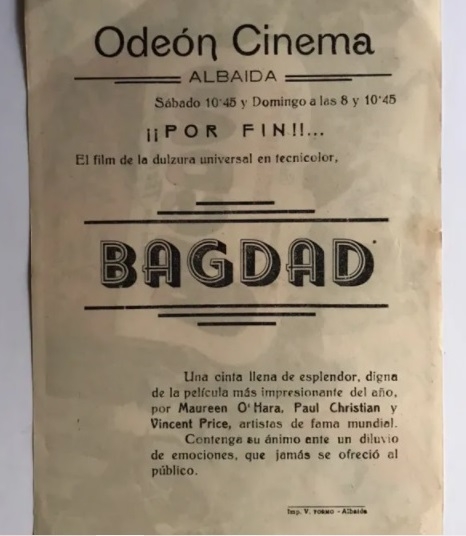 Odeón Cinema
ALBAIDA
Sábado 10'45 y Domingo a las 8 y 10'45
¡¡POR FIN!!...
El film de la dulzura universal en tecnicolor,
BAGDAD
Una cinta llena de esplendor, digna
de la película más impresionante del año,
por Maureen O'Hara, Paul Christian y
Vincent Price, artistas de fama mundial.
Contenga su ánimo ante un diluvio
de emociones, que jamás se ofreció al
público.
Imp. V. TORMO - Albaida